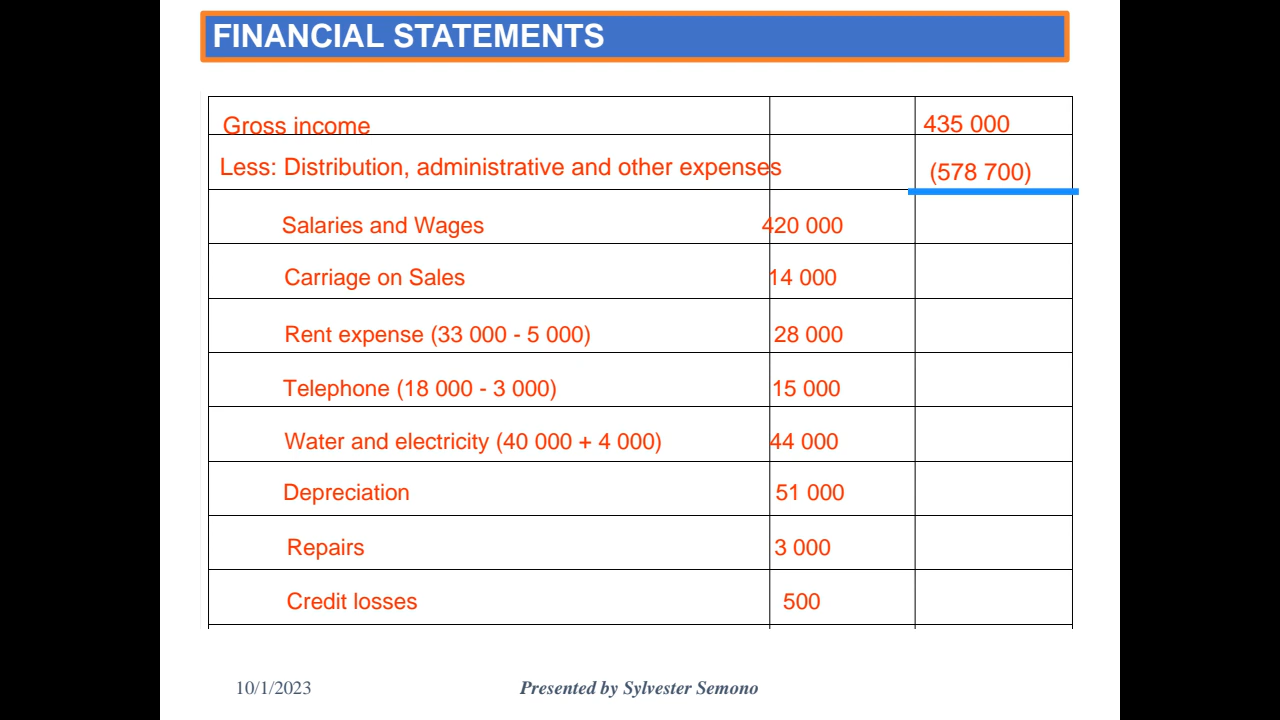 FINANCIAL STATEMENTS
Gross income 435 000
Less: Distribution, administrative and other expenses (578 700)
Salaries and Wages 420 000
Carriage on Sales 14 000
Rent expense (33 000 - 5 000) 28 000
Telephone (18 000 - 3 000) 15 000
Water and electricity (40 000 + 4 000) 44 000
Depreciation 51 000
Repairs 3 000
Credit losses 500
10/1/2023 Presented by Sylvester Semono